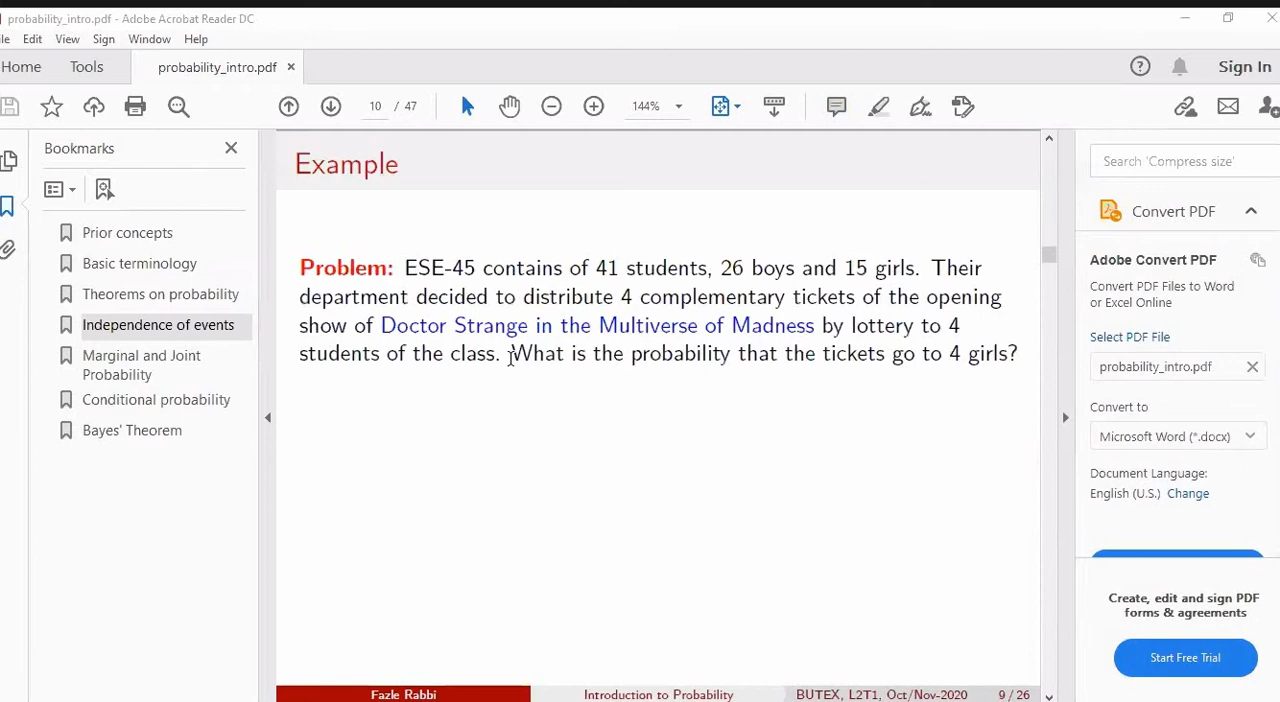 probability_intro.pdf - Adobe Acrobat Reader DC
ile Edit View Sign Window Help
Home Tools probability_intro.pdf ×
Sign In
10 / 47 144%
Bookmarks
Prior concepts
Basic terminology
Theorems on probability
Independence of events
Marginal and Joint
Probability
Conditional probability
Bayes' Theorem
Example
Problem: ESE-45 contains of 41 students, 26 boys and 15 girls. Their
department decided to distribute 4 complementary tickets of the opening
show of Doctor Strange in the Multiverse of Madness by lottery to 4
students of the class. What is the probability that the tickets go to 4 girls?
Fazle Rabbi Introduction to Probability BUTEX, L2T1, Oct/Nov-2020 9 / 26
Search 'Compress size'
Convert PDF
Adobe Convert PDF
Convert PDF Files to Word
or Excel Online
Select PDF File
probability_intro.pdf
Convert to
Microsoft Word (*.docx)
Document Language:
English (U.S.) Change
Create, edit and sign PDF
forms & agreements
Start Free Trial